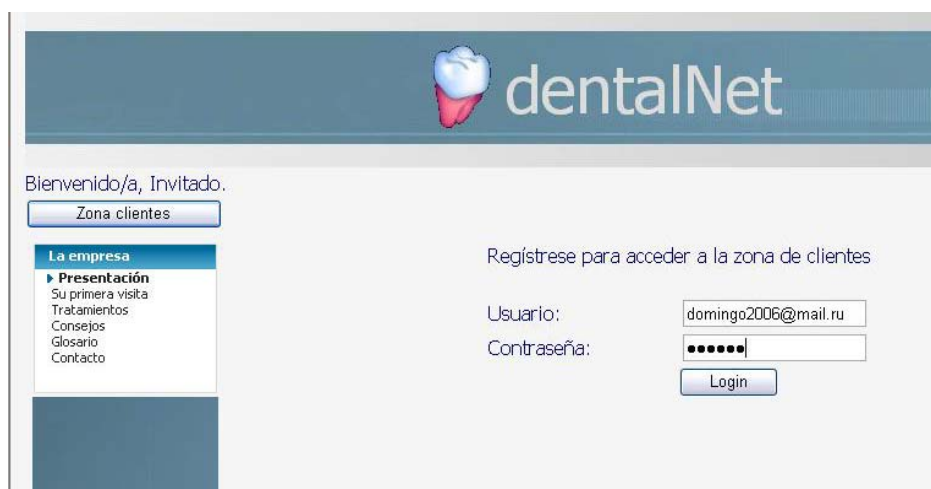 dentalNet
Bienvenido/a, Invitado.
Zona clientes
La empresa
Presentación
Su primera visita
Tratamientos
Consejos
Glosario
Contacto
Regístrese para acceder a la zona de clientes
Usuario: domingo2006@mail.ru
Contraseña: ●●●●●●
Login